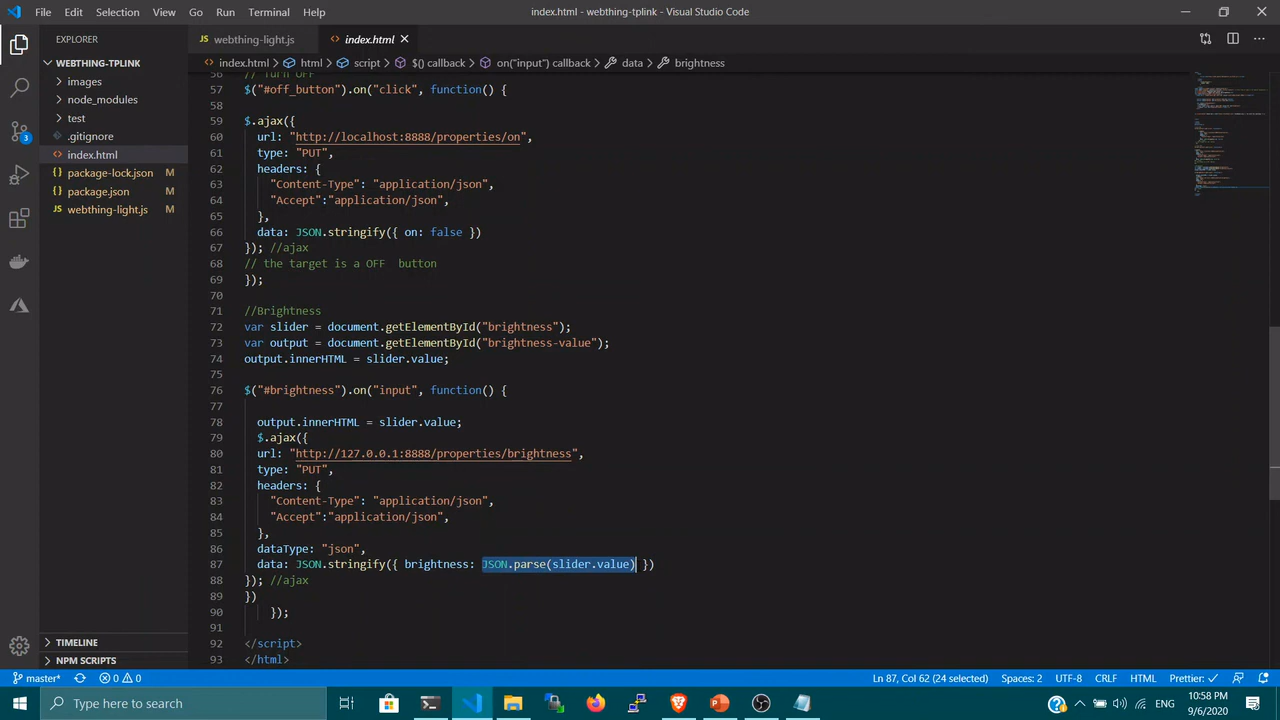 File Edit Selection View Go Run Terminal Help
index.html - webthing-tplink - Visual Studio Code
EXPLORER
webthing-light.js
index.html
WEBTHING-TPLINK
index.html > html > script > $() callback > on("input") callback > data > brightness
images
node_modules
test
.gitignore
index.html
package-lock.json M
package.json M
webthing-light.js M
3
56 // Turn OFF
57 $("#off_button").on("click", function() {
58
59 $.ajax({
60 url: "http://localhost:8888/properties/on",
61 type: "PUT",
62 headers: {
63 "Content-Type": "application/json",
64 "Accept":"application/json",
65 },
66 data: JSON.stringify({ on: false })
67 }); //ajax
68 // the target is a OFF  button
69 });
70
71 //Brightness
72 var slider = document.getElementById("brightness");
73 var output = document.getElementById("brightness-value");
74 output.innerHTML = slider.value;
75
76 $("#brightness").on("input", function() {
77
78 output.innerHTML = slider.value;
79 $.ajax({
80 url: "http://127.0.0.1:8888/properties/brightness",
81 type: "PUT",
82 headers: {
83 "Content-Type": "application/json",
84 "Accept":"application/json",
85 },
86 dataType: "json",
87 data: JSON.stringify({ brightness: JSON.parse(slider.value) })
88 }); //ajax
89 })
90 });
91
92 </script>
93 </html>
TIMELINE
NPM SCRIPTS
master* 0 0 Ln 87, Col 62 (24 selected) Spaces: 2 UTF-8 CRLF HTML Prettier: ✓
Type here to search
10:58 PM
9/6/2020